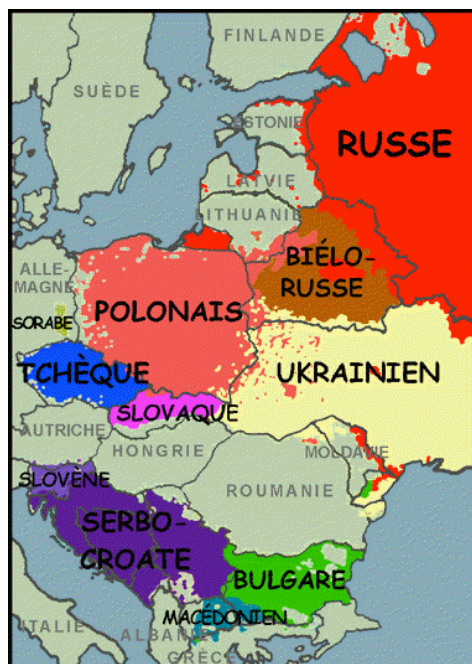 FINLANDE
SUÈDE
ESTONIE
RUSSE
LATVIE
LITHUANIE
BIÉLO-
RUSSE
ALLE-
MAGNE
POLONAIS
SORABE
TCHÈQUE
UKRAINIEN
SLOVAQUE
AUTRICHE
HONGRIE
MOLDAVIE
SLOVÈNE
ROUMANIE
SERBO-
CROATE
BULGARE
MACÉDONIEN
ITALIE
ALBANIE
GRÈCE